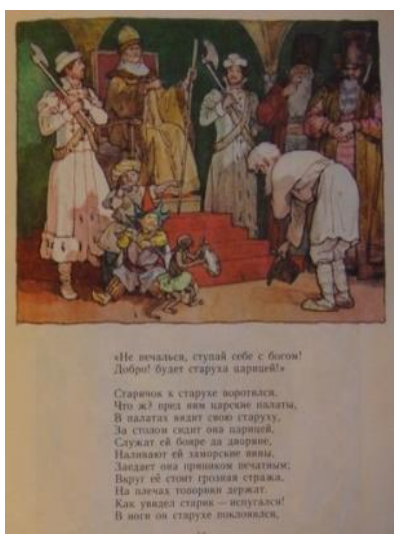 «Не печалься, ступай себе с богом!
Добро! будет старуха царицей!»
Старичок к старухе воротился.
Что ж? пред ним царские палаты,
В палатах видит свою старуху,
За столом сидит она царицей,
Служат ей бояре да дворяне,
Наливают ей заморские вины,
Заедает она пряником печатным;
Вкруг её стоит грозная стража,
На плечах топорики держат.
Как увидел старик — испугался!
В ноги он старухе поклонился,